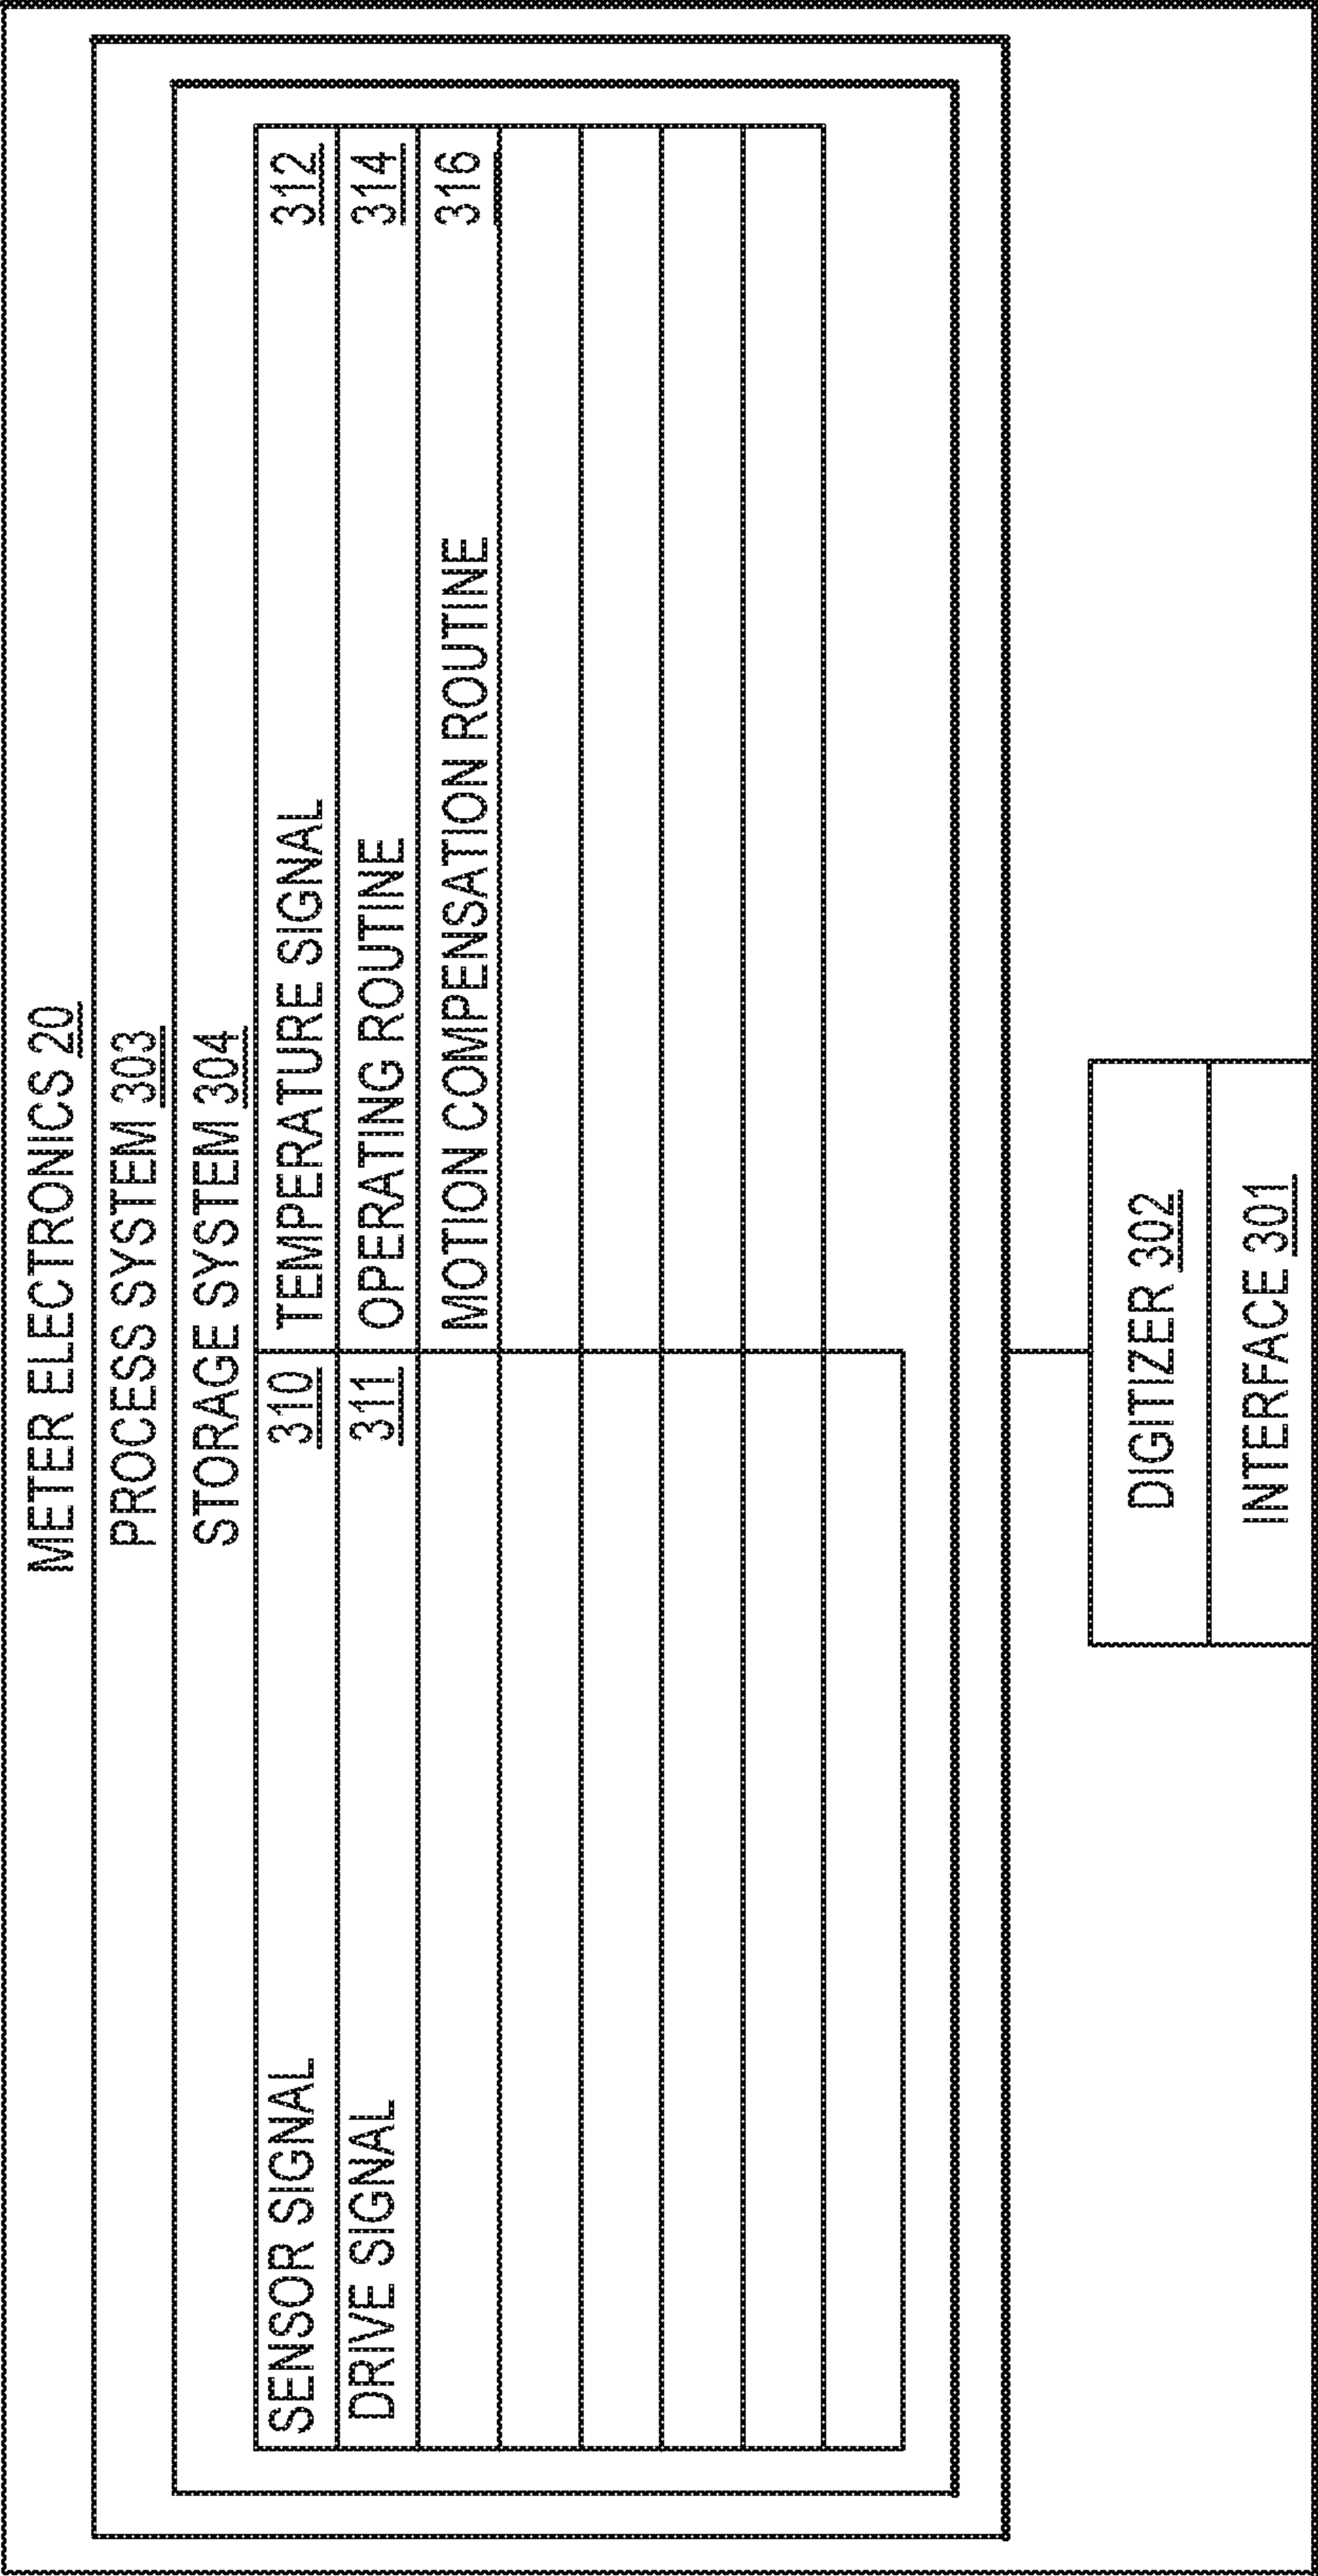 METER ELECTRONICS 20
PROCESS SYSTEM 303
STORAGE SYSTEM 304
SENSOR SIGNAL 310
TEMPERATURE SIGNAL 312
DRIVE SIGNAL 311
OPERATING ROUTINE 314
MOTION COMPENSATION ROUTINE 316
DIGITIZER 302
INTERFACE 301